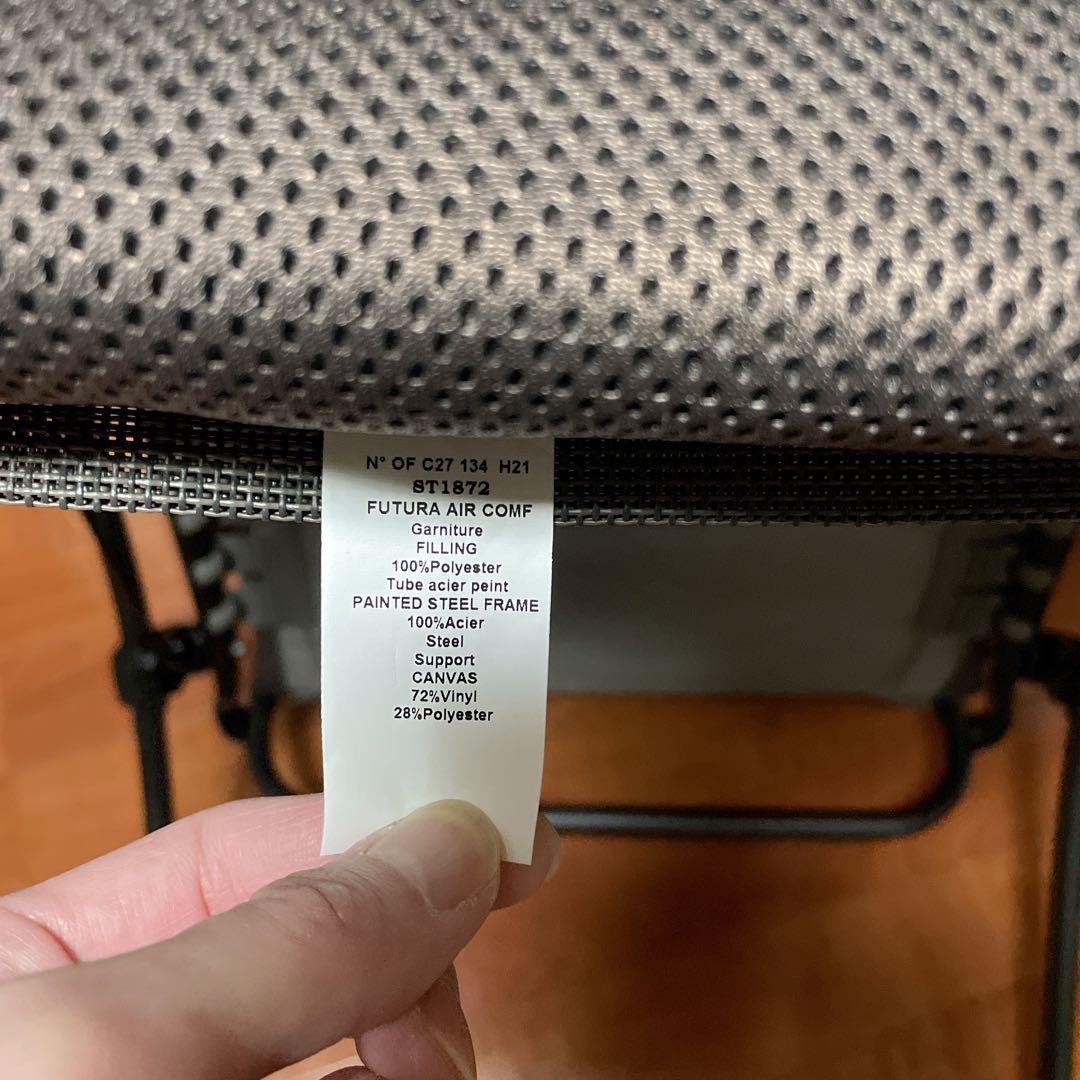 N° OF C27 134 H21
ST1872
FUTURA AIR COMF
Garniture
FILLING
100%Polyester
Tube acier peint
PAINTED STEEL FRAME
100%Acier
Steel
Support
CANVAS
72%Vinyl
28%Polyester